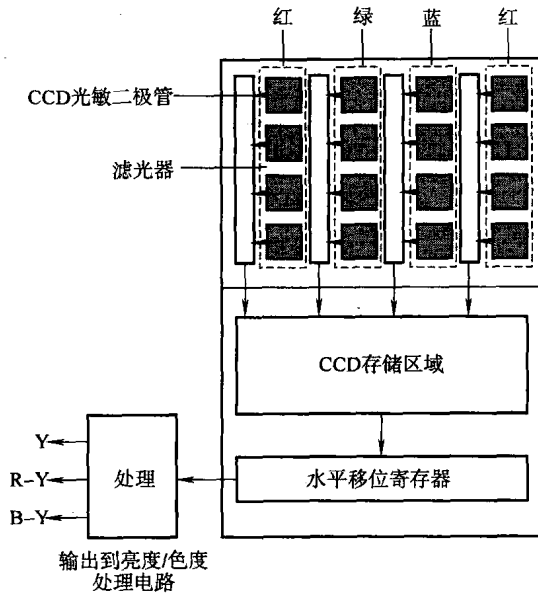 红 绿 蓝 红
CCD光敏二极管
滤光器
CCD存储区域
水平移位寄存器
处理
Y
R-Y
B-Y
输出到亮度/色度
处理电路